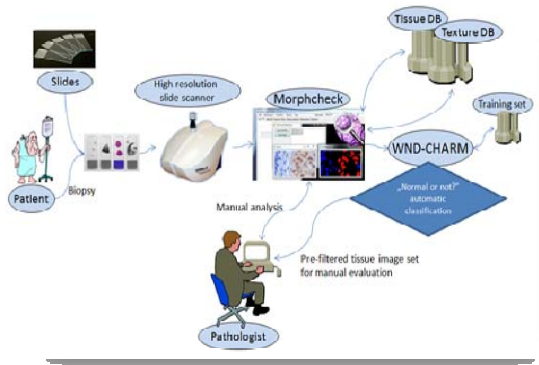 Tissue DB
Texture DB
Slides
High resolution
slide scanner
Morphcheck
Training set
WND-CHARM
Patient
Biopsy
„Normal or not?”
automatic
classification
Manual analysis
Pre-filtered tissue image set
for manual evaluation
Pathologist